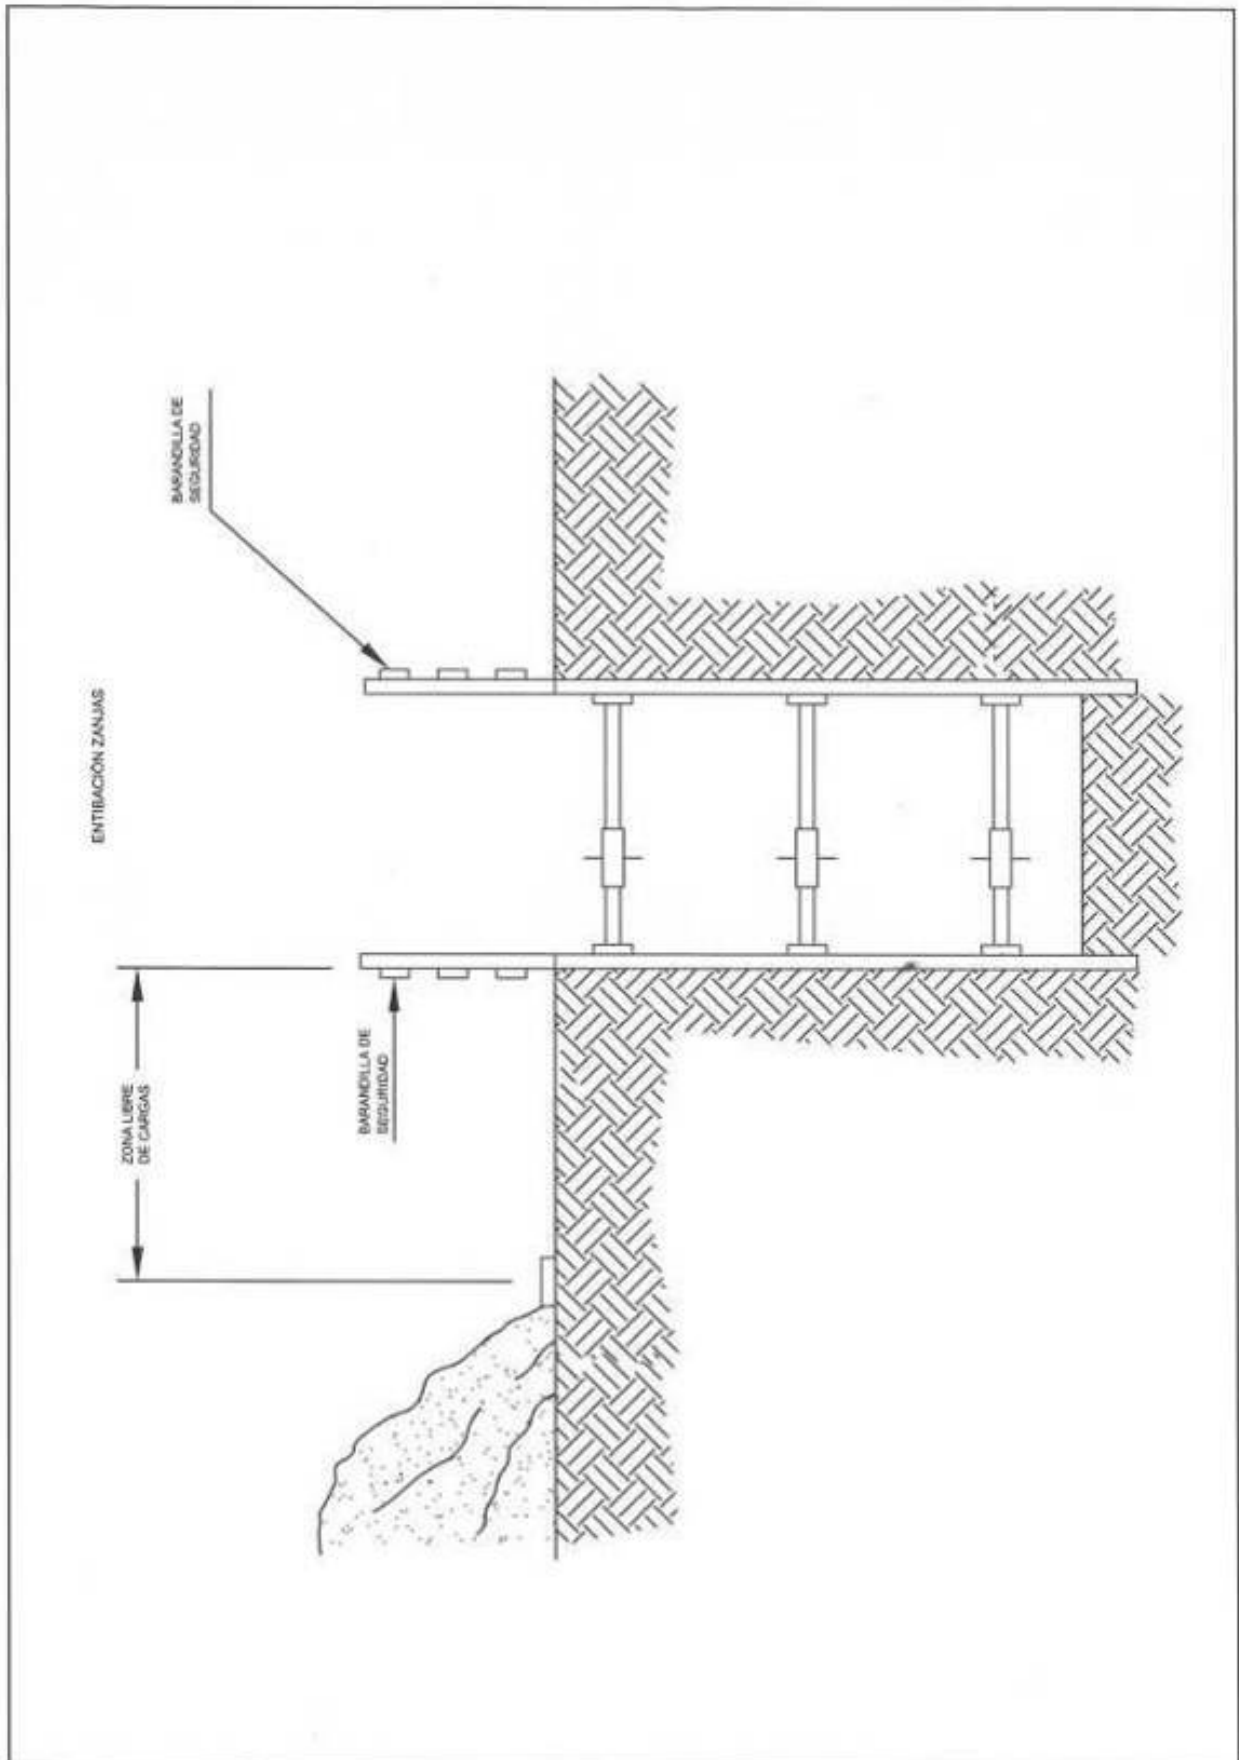 ENTIBACIÓN ZANJAS
ZONA LIBRE
DE CARGAS
BARANDILLA DE
SEGURIDAD
BARANDILLA DE
SEGURIDAD